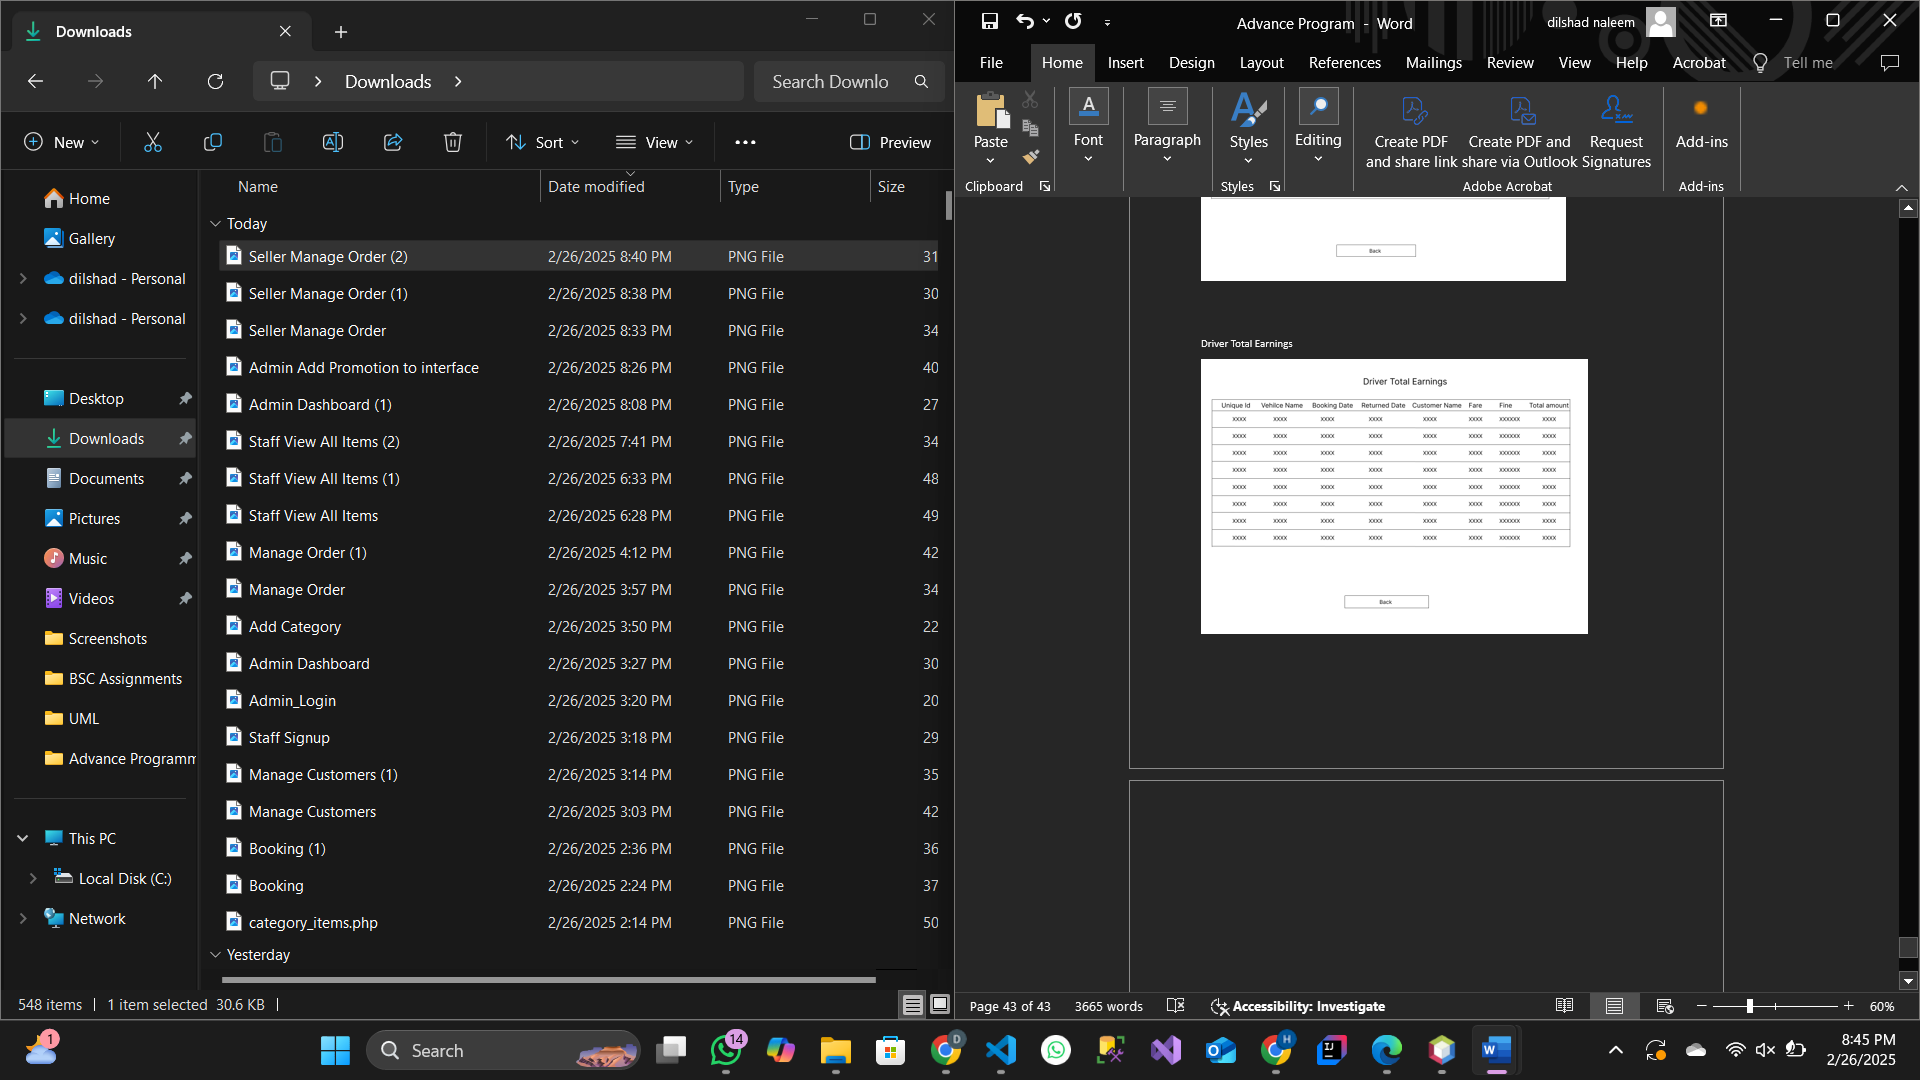 Downloads
Downloads
Search Downlo
New
Sort
View
Preview
Home
Gallery
dilshad - Personal
dilshad - Personal
Desktop
Downloads
Documents
Pictures
Music
Videos
Screenshots
BSC Assignments
UML
Advance Programm
This PC
Local Disk (C:)
Network
Name Date modified Type Size
Today
Seller Manage Order (2) 2/26/2025 8:40 PM PNG File 31
Seller Manage Order (1) 2/26/2025 8:38 PM PNG File 30
Seller Manage Order 2/26/2025 8:33 PM PNG File 34
Admin Add Promotion to interface 2/26/2025 8:26 PM PNG File 40
Admin Dashboard (1) 2/26/2025 8:08 PM PNG File 27
Staff View All Items (2) 2/26/2025 7:41 PM PNG File 34
Staff View All Items (1) 2/26/2025 6:33 PM PNG File 48
Staff View All Items 2/26/2025 6:28 PM PNG File 49
Manage Order (1) 2/26/2025 4:12 PM PNG File 42
Manage Order 2/26/2025 3:57 PM PNG File 34
Add Category 2/26/2025 3:50 PM PNG File 22
Admin Dashboard 2/26/2025 3:27 PM PNG File 30
Admin_Login 2/26/2025 3:20 PM PNG File 20
Staff Signup 2/26/2025 3:18 PM PNG File 29
Manage Customers (1) 2/26/2025 3:14 PM PNG File 35
Manage Customers 2/26/2025 3:03 PM PNG File 42
Booking (1) 2/26/2025 2:36 PM PNG File 36
Booking 2/26/2025 2:24 PM PNG File 37
category_items.php 2/26/2025 2:14 PM PNG File 50
Yesterday
548 items 1 item selected 30.6 KB
Advance Program - Word
dilshad naleem
File Home Insert Design Layout References Mailings Review View Help Acrobat Tell me
Paste
Font
Paragraph
Styles
Editing
Create PDF and share link
Create PDF and share via Outlook
Request Signatures
Add-ins
Clipboard
Styles
Adobe Acrobat
Add-ins
Back
Driver Total Earnings
Driver Total Earnings
Unique Id Vehilce Name Booking Date Returned Date Customer Name Fare Fine Total amount
xxxx xxxx xxxx xxxx xxxx xxxx xxxxxx xxxx
xxxx xxxx xxxx xxxx xxxx xxxx xxxxxx xxxx
xxxx xxxx xxxx xxxx xxxx xxxx xxxxxx xxxx
xxxx xxxx xxxx xxxx xxxx xxxx xxxxxx xxxx
xxxx xxxx xxxx xxxx xxxx xxxx xxxxxx xxxx
xxxx xxxx xxxx xxxx xxxx xxxx xxxxxx xxxx
xxxx xxxx xxxx xxxx xxxx xxxx xxxxxx xxxx
xxxx xxxx xxxx xxxx xxxx xxxx xxxxxx xxxx
Back
Page 43 of 43 3665 words Accessibility: Investigate 60%
1
Search
14
D
H
8:45 PM
2/26/2025